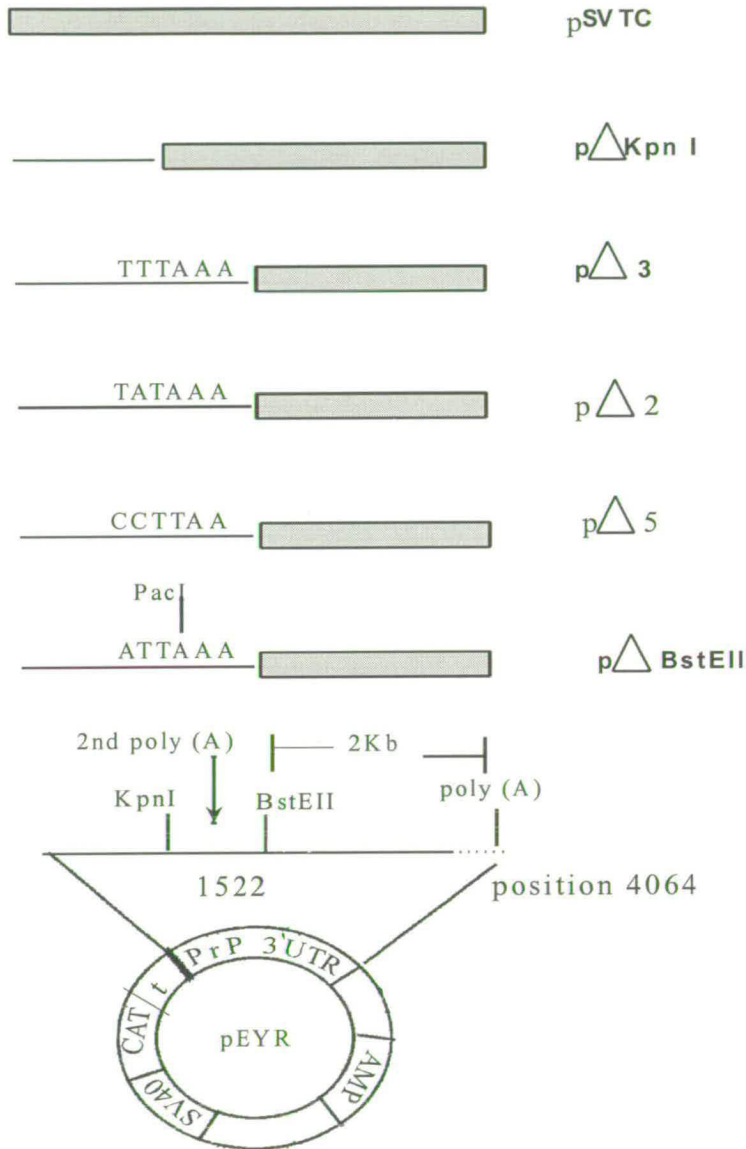 pSV TC
p△Kpn I
TTTAAA p△ 3
TATAAA p△ 2
CCTTAA p△ 5
PacI
ATTAAA p△ BstEII
2nd poly (A) 2Kb
KpnI BstEII poly (A)
1522 position 4064
PrP 3'UTR
t
CAT
pEYR
AMP
SV40